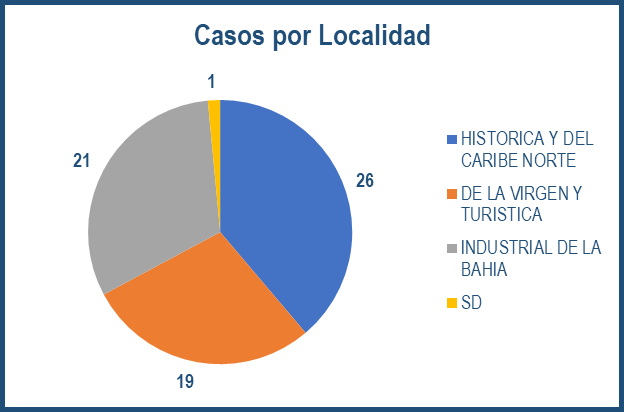 Casos por Localidad
1
21
26
19
HISTORICA Y DEL
CARIBE NORTE
DE LA VIRGEN Y
TURISTICA
INDUSTRIAL DE LA
BAHIA
SD